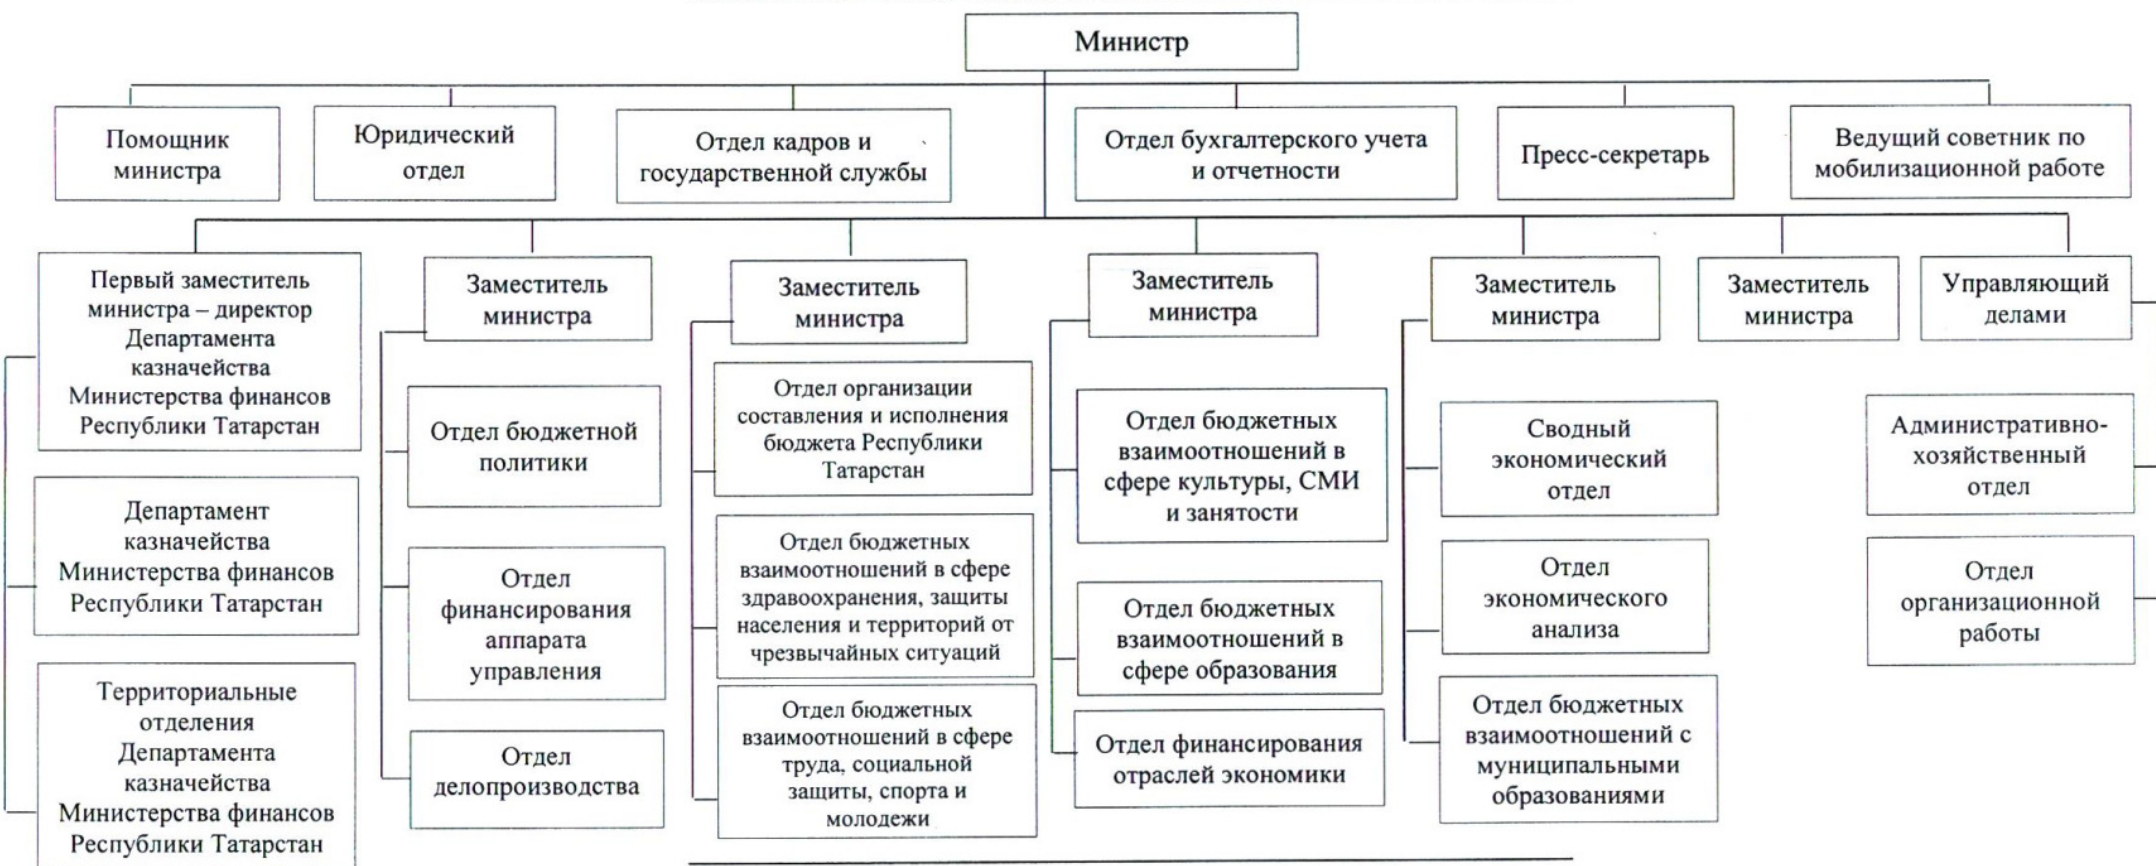 Министр
Помощник
министра
Юридический
отдел
Отдел кадров и
государственной службы
Отдел бухгалтерского учета
и отчетности
Пресс-секретарь
Ведущий советник по
мобилизационной работе
Первый заместитель
министра – директор
Департамента
казначейства
Министерства финансов
Республики Татарстан
Департамент
казначейства
Министерства финансов
Республики Татарстан
Территориальные
отделения
Департамента
казначейства
Министерства финансов
Республики Татарстан
Заместитель
министра
Отдел бюджетной
политики
Отдел
финансирования
аппарата
управления
Отдел
делопроизводства
Заместитель
министра
Отдел организации
составления и исполнения
бюджета Республики
Татарстан
Отдел бюджетных
взаимоотношений в сфере
здравоохранения, защиты
населения и территорий от
чрезвычайных ситуаций
Отдел бюджетных
взаимоотношений в сфере
труда, социальной
защиты, спорта и
молодежи
Заместитель
министра
Отдел бюджетных
взаимоотношений в
сфере культуры, СМИ
и занятости
Отдел бюджетных
взаимоотношений в
сфере образования
Отдел финансирования
отраслей экономики
Заместитель
министра
Сводный
экономический
отдел
Отдел
экономического
анализа
Отдел бюджетных
взаимоотношений с
муниципальными
образованиями
Заместитель
министра
Управляющий
делами
Административно-
хозяйственный
отдел
Отдел
организационной
работы